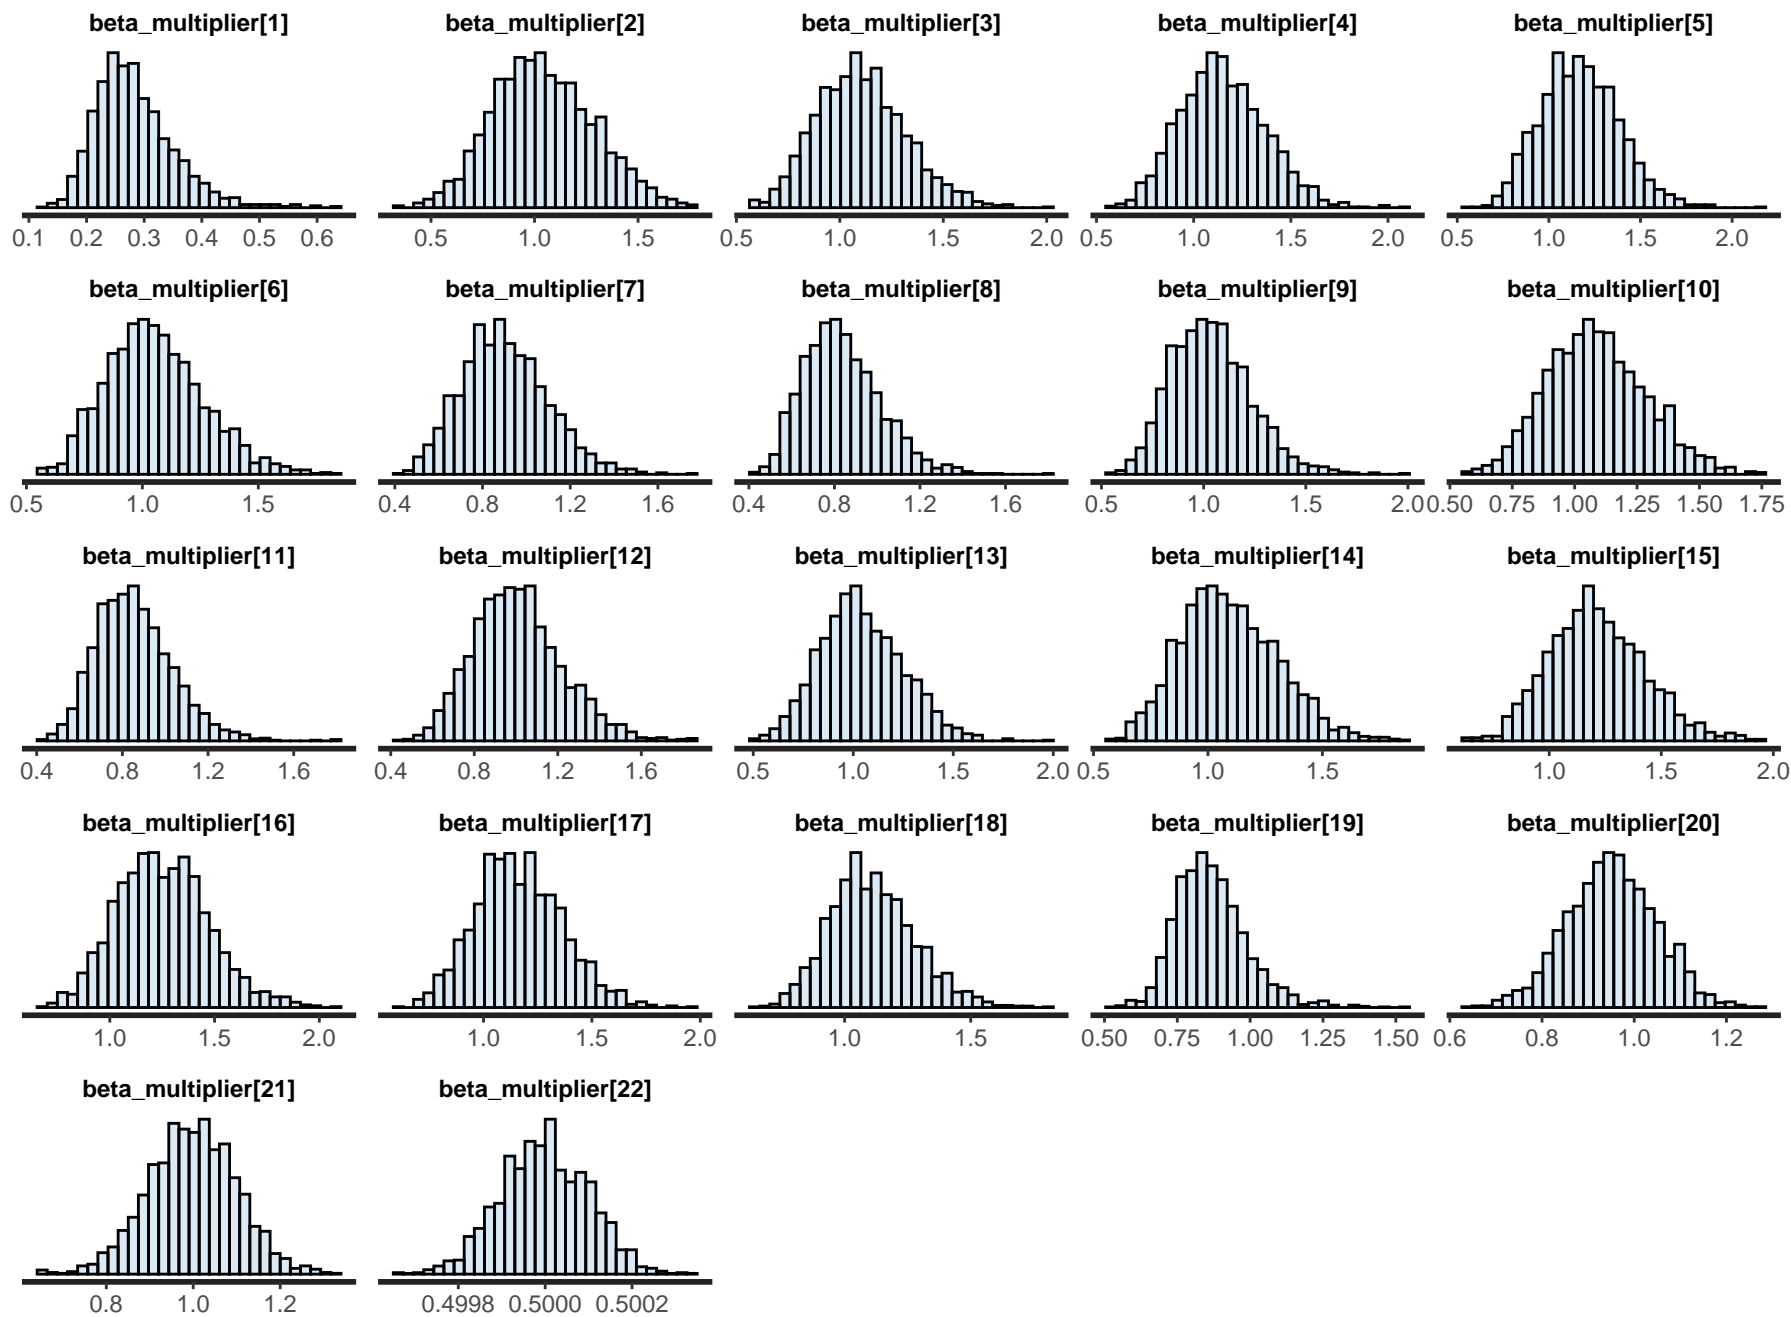 beta_multiplier[1] beta_multiplier[2] beta_multiplier[3] beta_multiplier[4] beta_multiplier[5]
0.1 0.2 0.3 0.4 0.5 0.6 0.5 1.0 1.5 0.5 1.0 1.5 2.0 0.5 1.0 1.5 2.0 0.5 1.0 1.5 2.0
beta_multiplier[6] beta_multiplier[7] beta_multiplier[8] beta_multiplier[9] beta_multiplier[10]
0.5 1.0 1.5 0.4 0.8 1.2 1.6 0.4 0.8 1.2 1.6 0.5 1.0 1.5 2.0 0.50 0.75 1.00 1.25 1.50 1.75
beta_multiplier[11] beta_multiplier[12] beta_multiplier[13] beta_multiplier[14] beta_multiplier[15]
0.4 0.8 1.2 1.6 0.4 0.8 1.2 1.6 0.5 1.0 1.5 2.0 0.5 1.0 1.5 1.0 1.5 2.0
beta_multiplier[16] beta_multiplier[17] beta_multiplier[18] beta_multiplier[19] beta_multiplier[20]
1.0 1.5 2.0 1.0 1.5 2.0 1.0 1.5 0.50 0.75 1.00 1.25 1.50 0.6 0.8 1.0 1.2
beta_multiplier[21] beta_multiplier[22]
0.8 1.0 1.2 0.4998 0.5000 0.5002